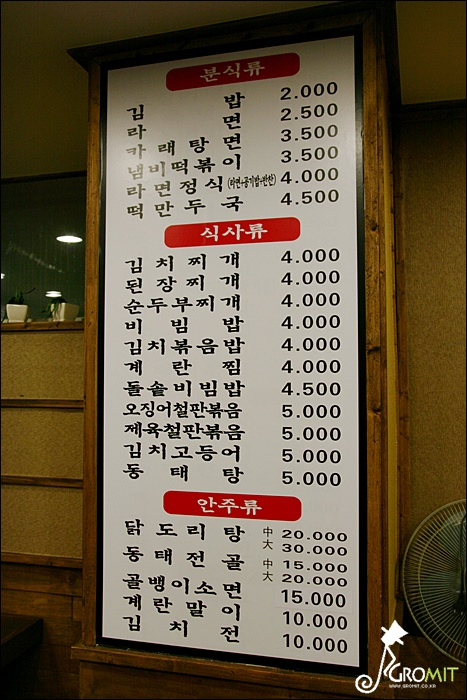 분식류
김 밥 2.000
라 면 2.500
카 래 탕 면 3.500
냄비떡볶이 3.500
라면정식(라면+공기밥+반찬) 4.000
떡 만 두 국 4.500
식사류
김 치 찌 개 4.000
된 장 찌 개 4.000
순두부찌개 4.000
비 빔 밥 4.000
김치볶음밥 4.000
계 란 찜 4.000
돌솥비빔밥 4.500
오징어철판볶음 5.000
제육철판볶음 5.000
김치고등어 5.000
동 태 탕 5.000
안주류
닭 도 리 탕 中 20.000
大 30.000
동 태 전 골 中 15.000
大 20.000
골뱅이소면 15.000
계 란 말 이 10.000
김 치 전 10.000
GROMIT
WWW.GROMIT.CO.KR